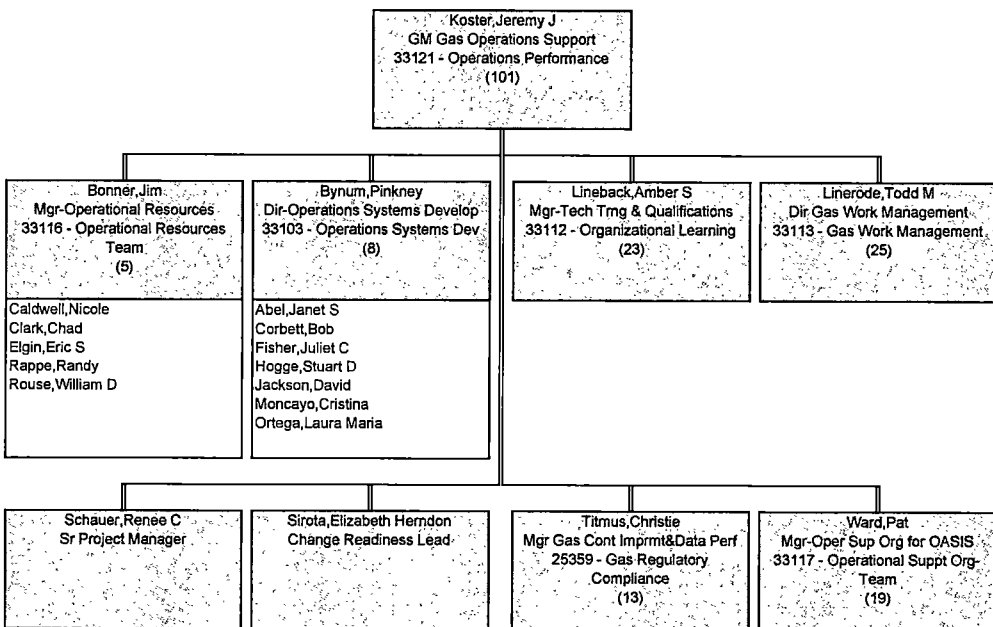 Koster,Jeremy J
GM Gas Operations Support
33121 - Operations Performance
(101)
Bonner,Jim
Mgr-Operational Resources
33116 - Operational Resources
Team
(5)
Bynum,Pinkney
Dir-Operations Systems Develop
33103 - Operations Systems Dev
(8)
Lineback,Amber S
Mgr-Tech Trng & Qualifications
33112 - Organizational Learning
(23)
Linerode,Todd M
Dir Gas Work Management
33113 - Gas Work Management
(25)
Caldwell,Nicole
Clark,Chad
Elgin,Eric S
Rappe,Randy
Rouse,William D
Abel,Janet S
Corbett,Bob
Fisher,Juliet C
Hogge,Stuart D
Jackson,David
Moncayo,Cristina
Ortega,Laura Maria
Schauer,Renee C
Sr Project Manager
Sirota,Elizabeth Herndon
Change Readiness Lead
Titmus,Christie
Mgr Gas Cont Imprmt&Data Perf
25359 - Gas Regulatory
Compliance
(13)
Ward,Pat
Mgr-Oper Sup Org for OASIS
33117 - Operational Suppt Org-
Team
(19)